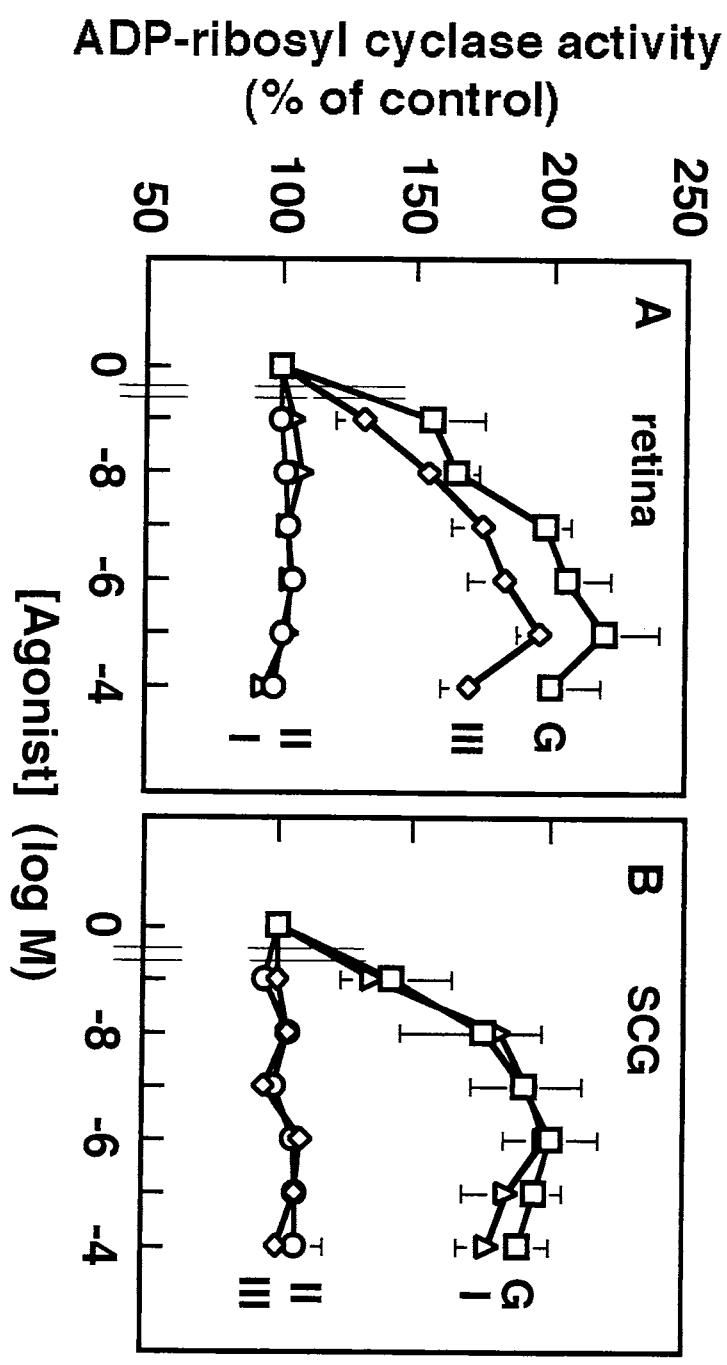 ADP-ribosyl cyclase activity
(% of control)
250
200
150
100
50
A
retina
G
III
II
I
0
-8
-6
-4
B
SCG
G
I
II
III
0
-8
-6
-4
[Agonist] (log M)